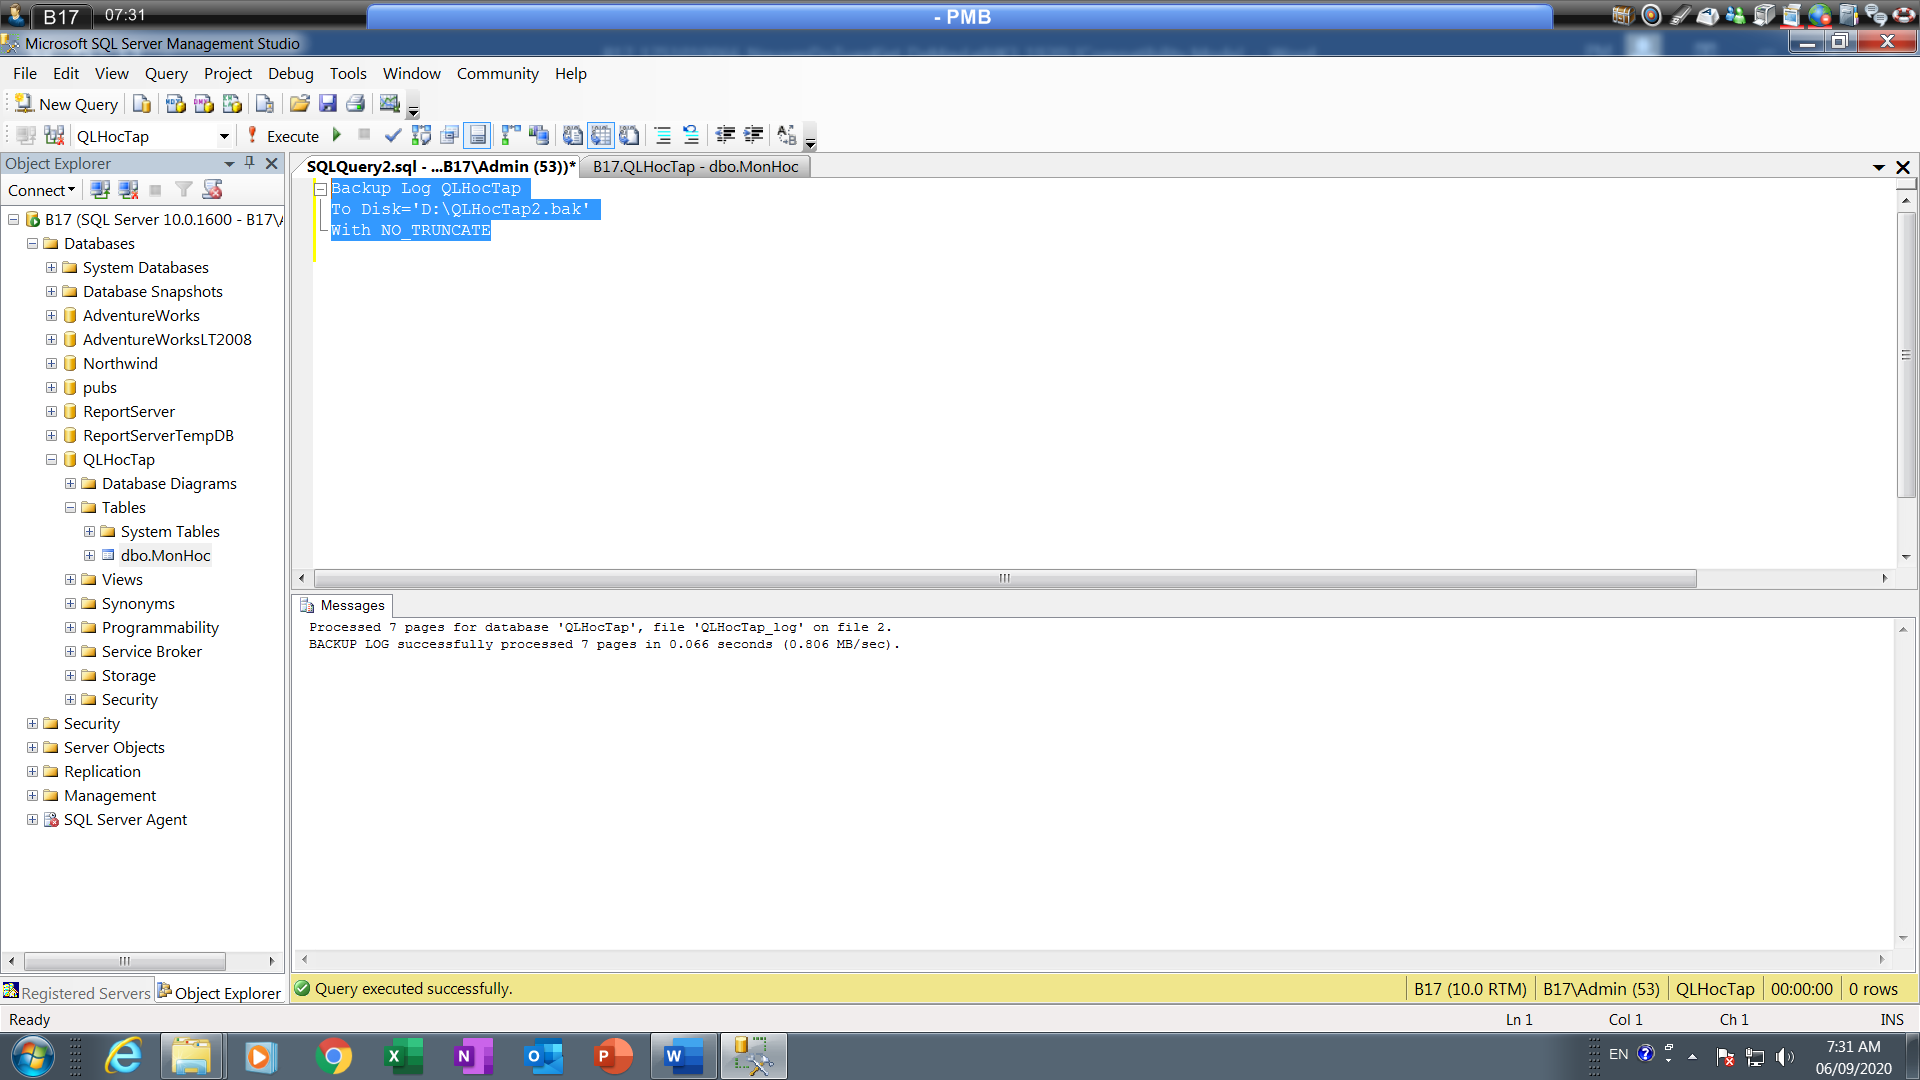 B17 07:31 - PMB
Microsoft SQL Server Management Studio
File Edit View Query Project Debug Tools Window Community Help
New Query
QLHocTap Execute
Object Explorer
SQLQuery2.sql - ...B17\Admin (53))* B17.QLHocTap - dbo.MonHoc
Connect
B17 (SQL Server 10.0.1600 - B17\A
Databases
System Databases
Database Snapshots
AdventureWorks
AdventureWorksLT2008
Northwind
pubs
ReportServer
ReportServerTempDB
QLHocTap
Database Diagrams
Tables
System Tables
dbo.MonHoc
Views
Synonyms
Programmability
Service Broker
Storage
Security
Security
Server Objects
Replication
Management
SQL Server Agent
Registered Servers Object Explorer
Backup Log QLHocTap
To Disk='D:\QLHocTap2.bak'
With NO_TRUNCATE
Messages
Processed 7 pages for database 'QLHocTap', file 'QLHocTap_log' on file 2.
BACKUP LOG successfully processed 7 pages in 0.066 seconds (0.806 MB/sec).
Query executed successfully. B17 (10.0 RTM) B17\Admin (53) QLHocTap 00:00:00 0 rows
Ready Ln 1 Col 1 Ch 1 INS
EN 7:31 AM
06/09/2020